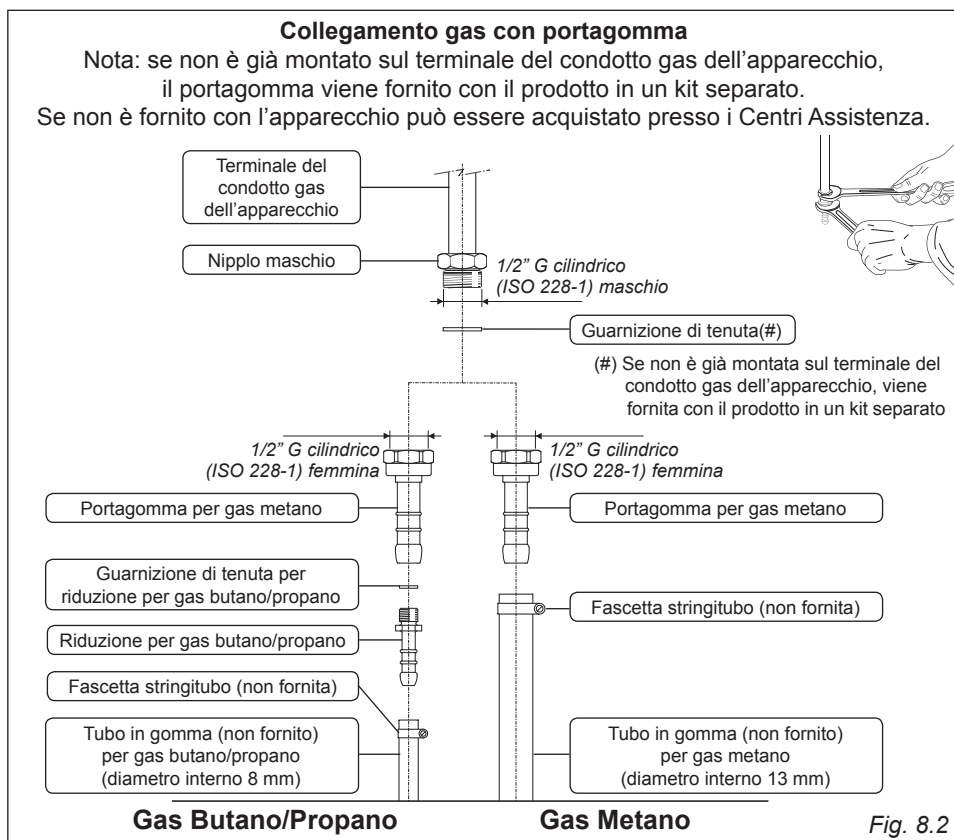 Collegamento gas con portagomma
Nota: se non è già montato sul terminale del condotto gas dell’apparecchio,
il portagomma viene fornito con il prodotto in un kit separato.
Se non è fornito con l’apparecchio può essere acquistato presso i Centri Assistenza.
Terminale del
condotto gas
dell’apparecchio
Nipplo maschio
1/2” G cilindrico
(ISO 228-1) maschio
Guarnizione di tenuta(#)
(#) Se non è già montata sul terminale del
condotto gas dell’apparecchio, viene
fornita con il prodotto in un kit separato
1/2” G cilindrico
(ISO 228-1) femmina
1/2” G cilindrico
(ISO 228-1) femmina
Portagomma per gas metano
Portagomma per gas metano
Guarnizione di tenuta per
riduzione per gas butano/propano
Fascetta stringitubo (non fornita)
Riduzione per gas butano/propano
Fascetta stringitubo (non fornita)
Tubo in gomma (non fornito)
per gas butano/propano
(diametro interno 8 mm)
Tubo in gomma (non fornito)
per gas metano
(diametro interno 13 mm)
Gas Butano/Propano
Gas Metano
Fig. 8.2